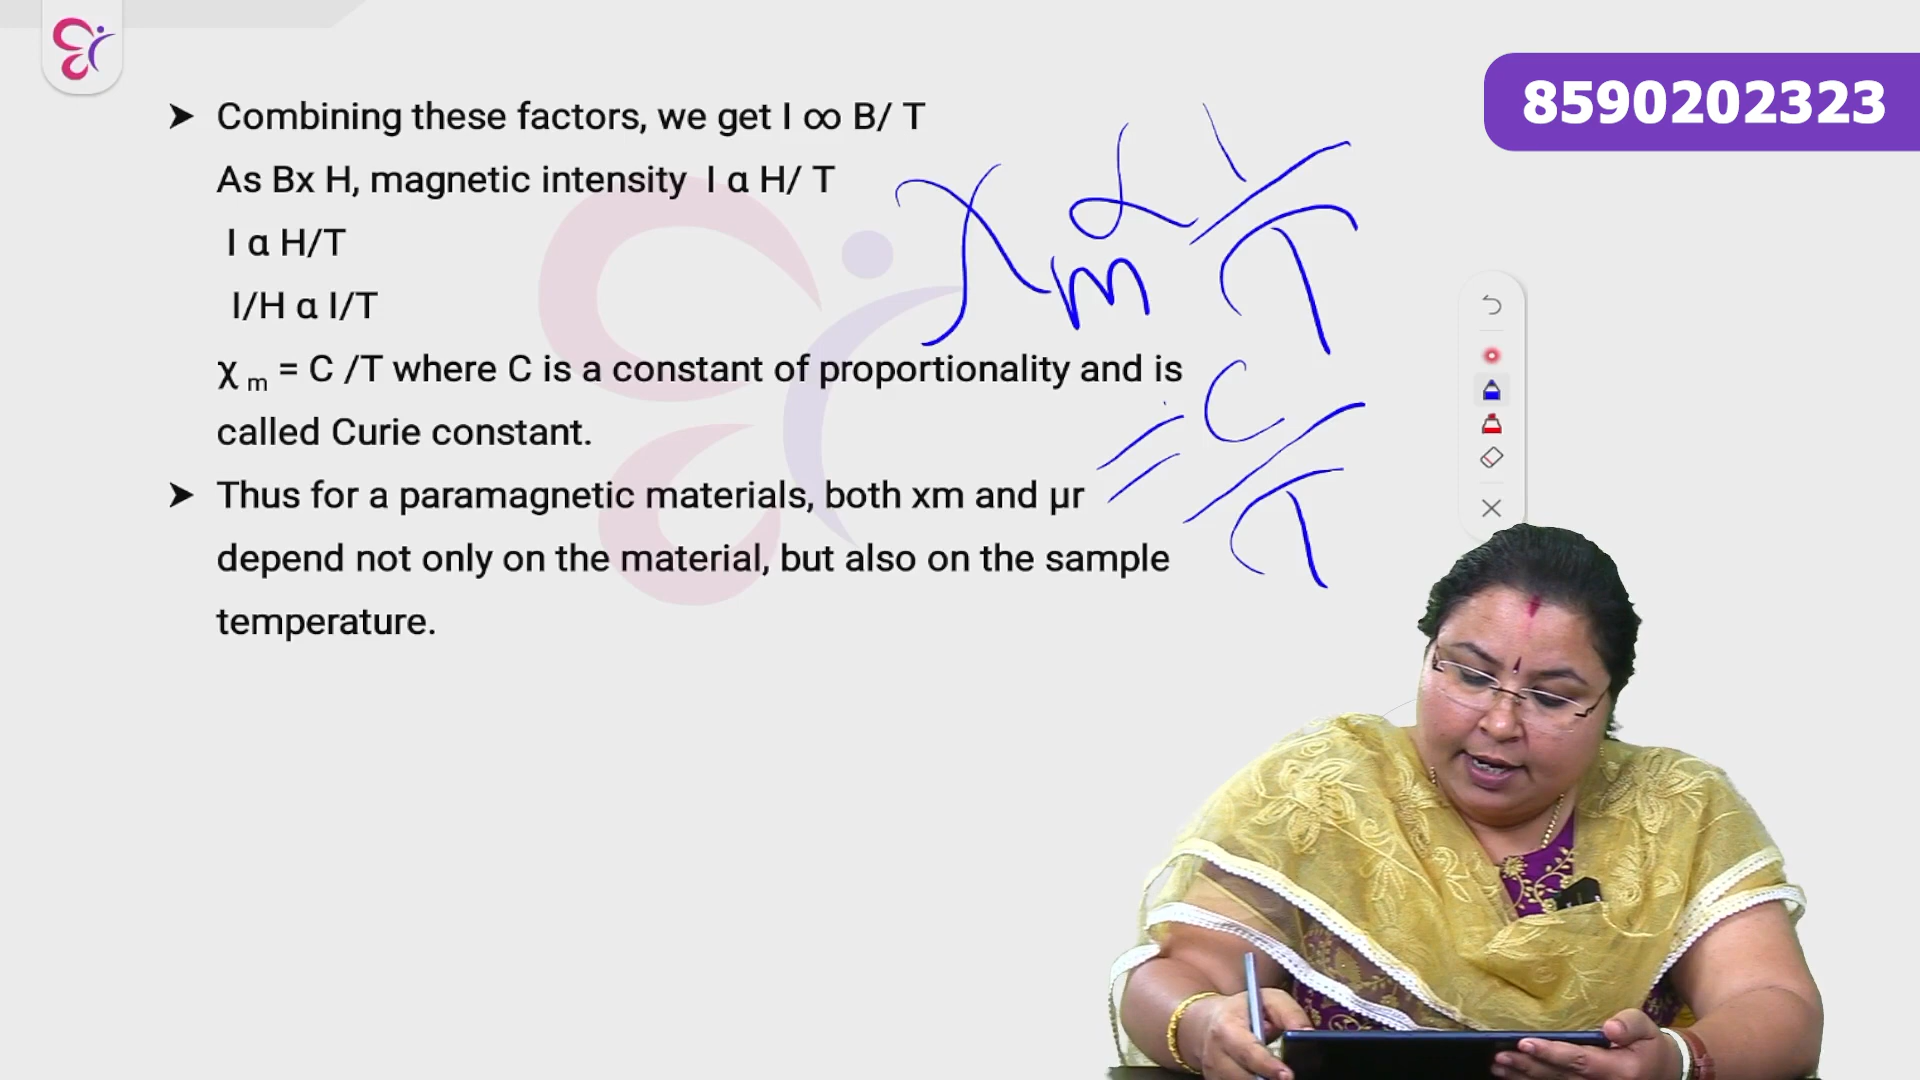 8590202323
➤ Combining these factors, we get I ∞ B/ T
As Bx H, magnetic intensity I α H/ T
I α H/T
I/H α I/T
χ m = C /T where C is a constant of proportionality and is
called Curie constant.
➤ Thus for a paramagnetic materials, both xm and μr
depend not only on the material, but also on the sample
temperature.
χm α 1/T
= C/T